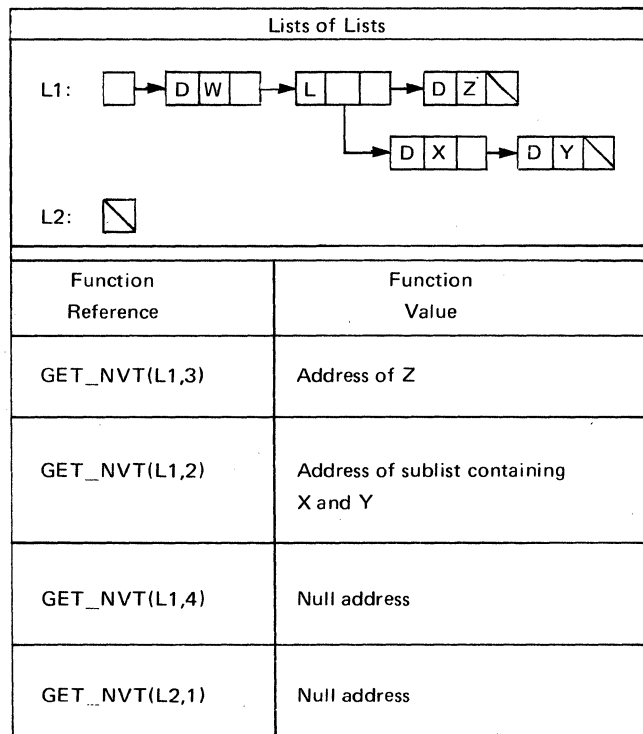 Lists of Lists
L1: D W L D Z
D X D Y
L2:
Function Reference
Function Value
GET_NVT(L1,3) Address of Z
GET_NVT(L1,2) Address of sublist containing
X and Y
GET_NVT(L1,4) Null address
GET_NVT(L2,1) Null address